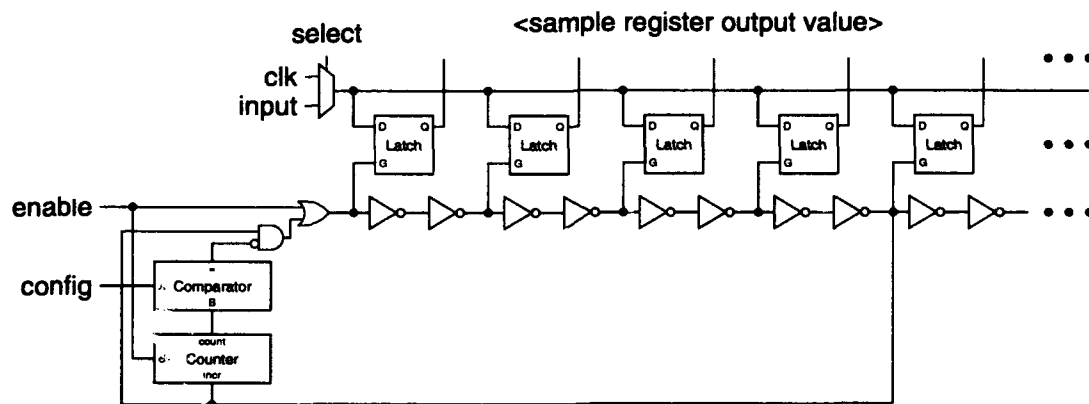 <sample register output value>
select
clk
input
D Q D Q D Q D Q D Q
Latch Latch Latch Latch Latch
G G G G G
enable
=
config
A Comparator
B
count
Counter
incr